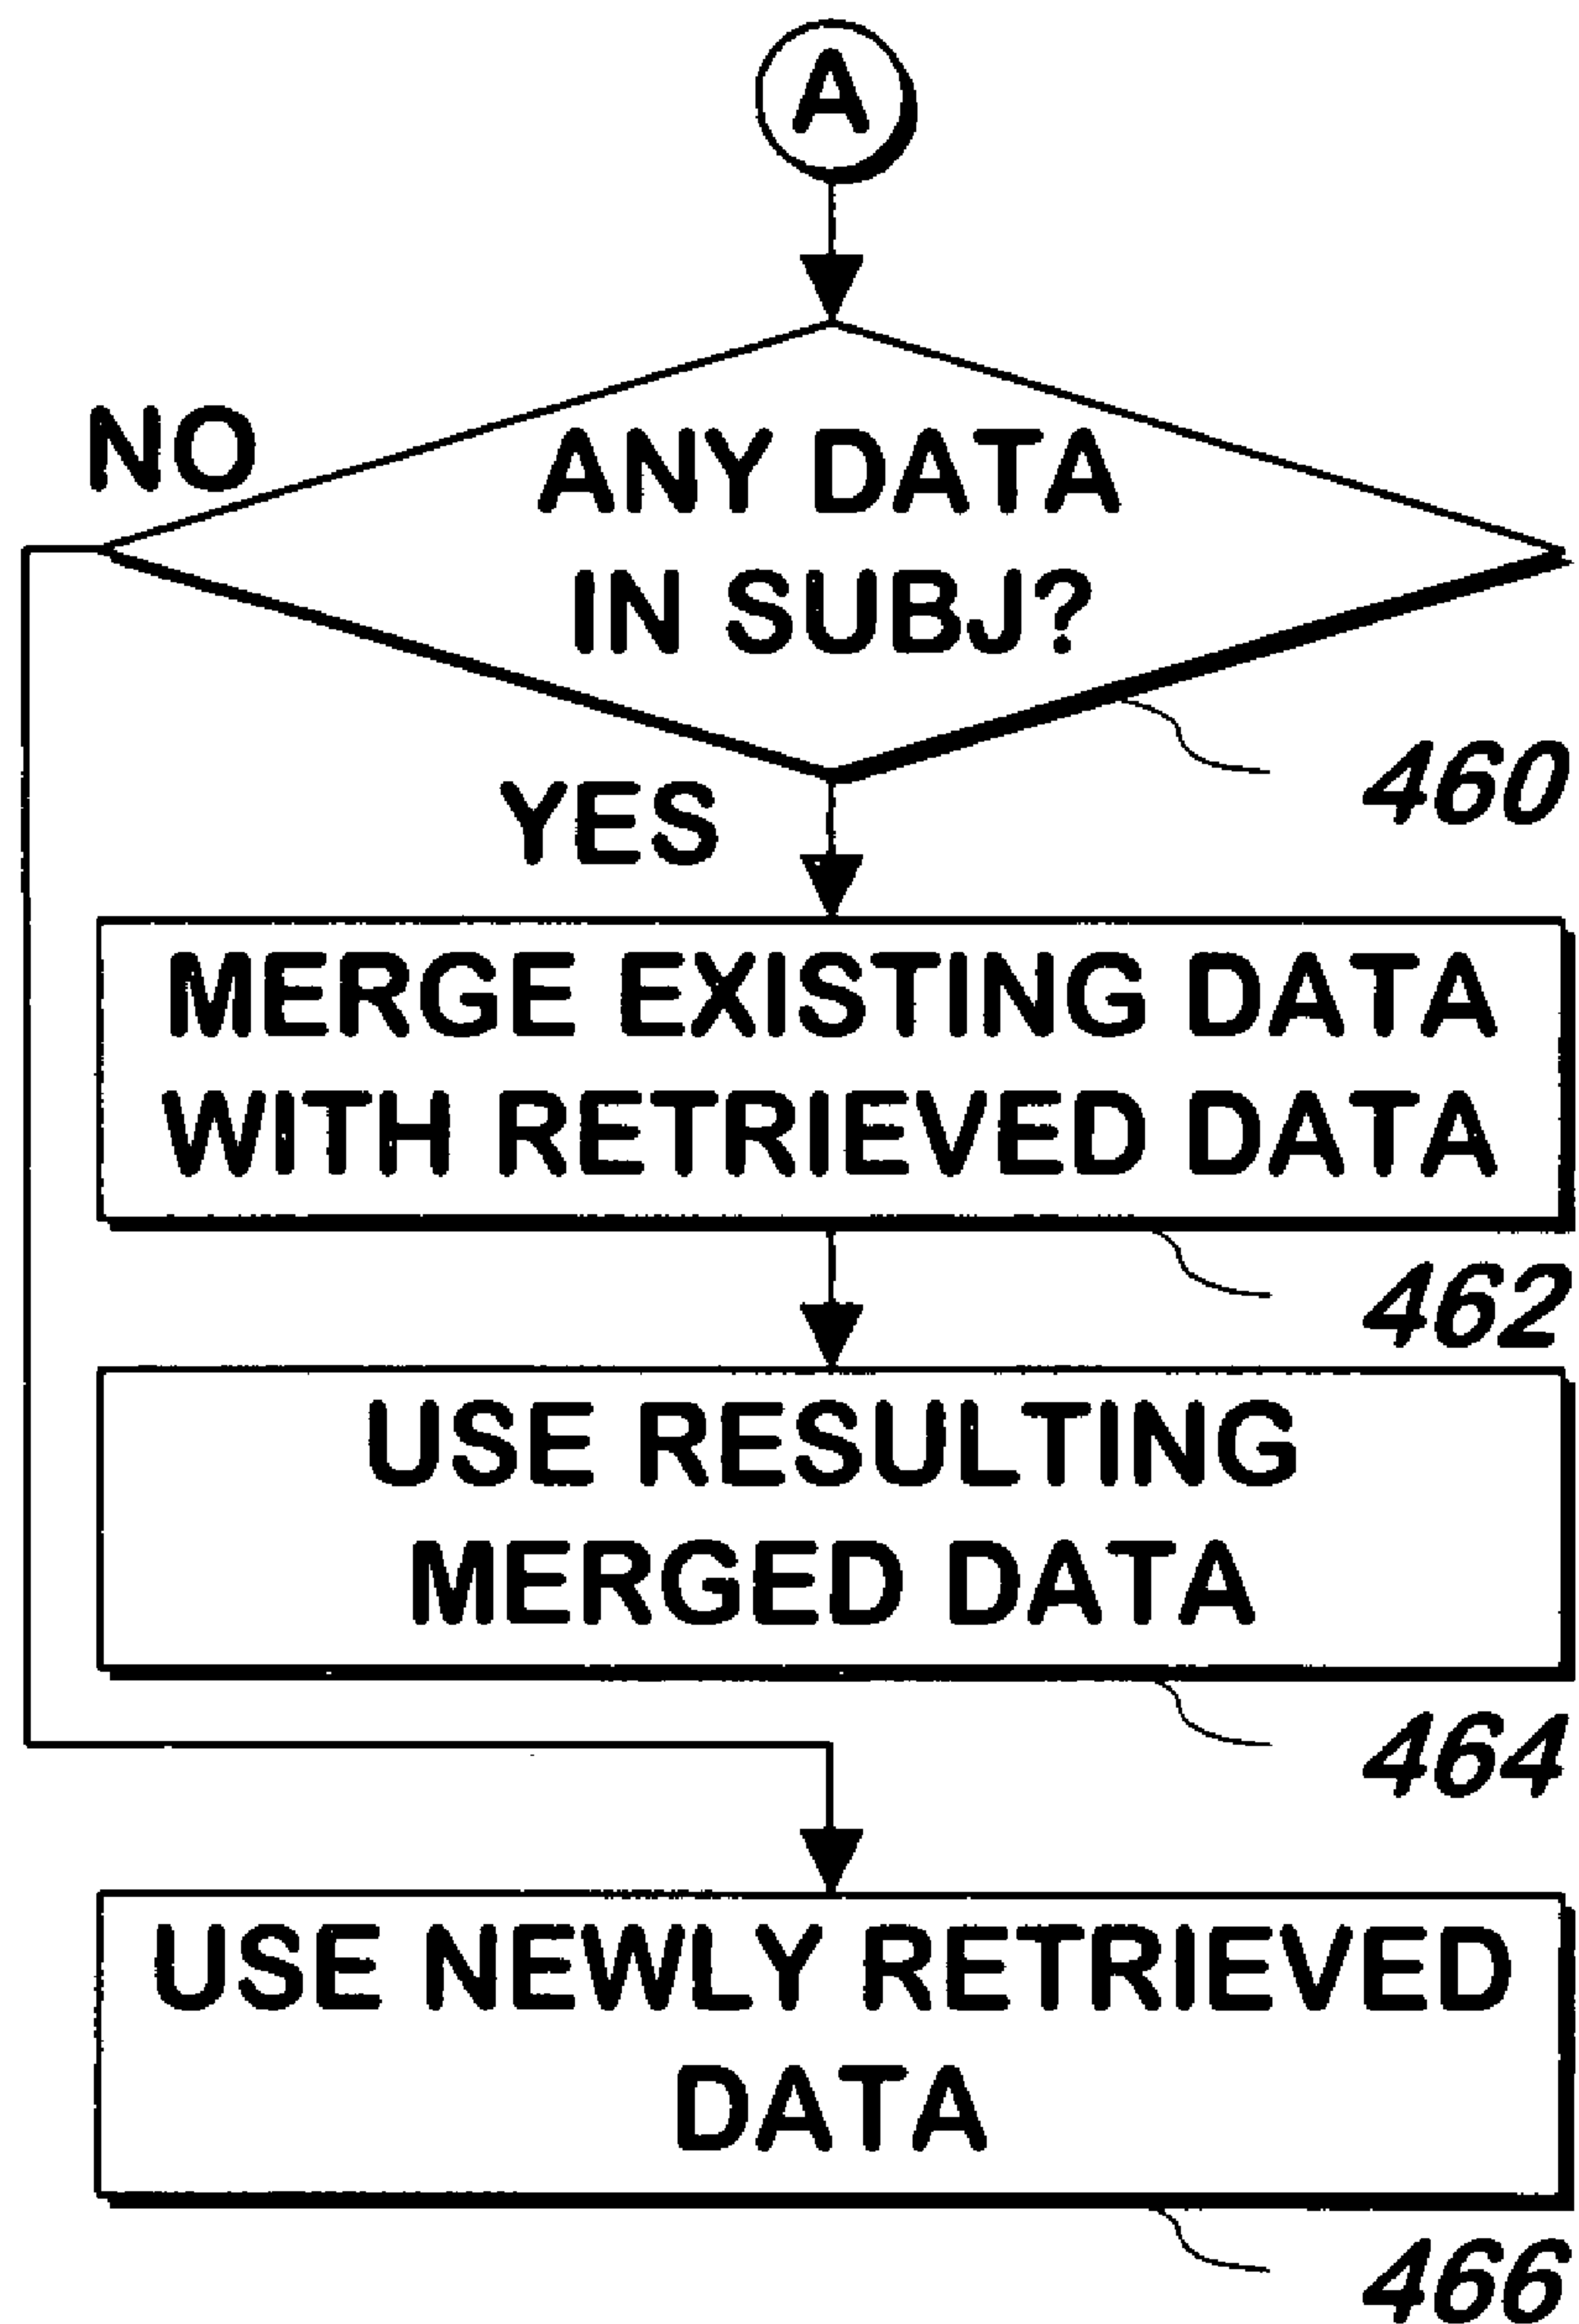 A
NO
ANY DATA
IN SUBJ?
460
YES
MERGE EXISTING DATA
WITH RETRIEVED DATA
462
USE RESULTING
MERGED DATA
464
USE NEWLY RETRIEVED
DATA
466